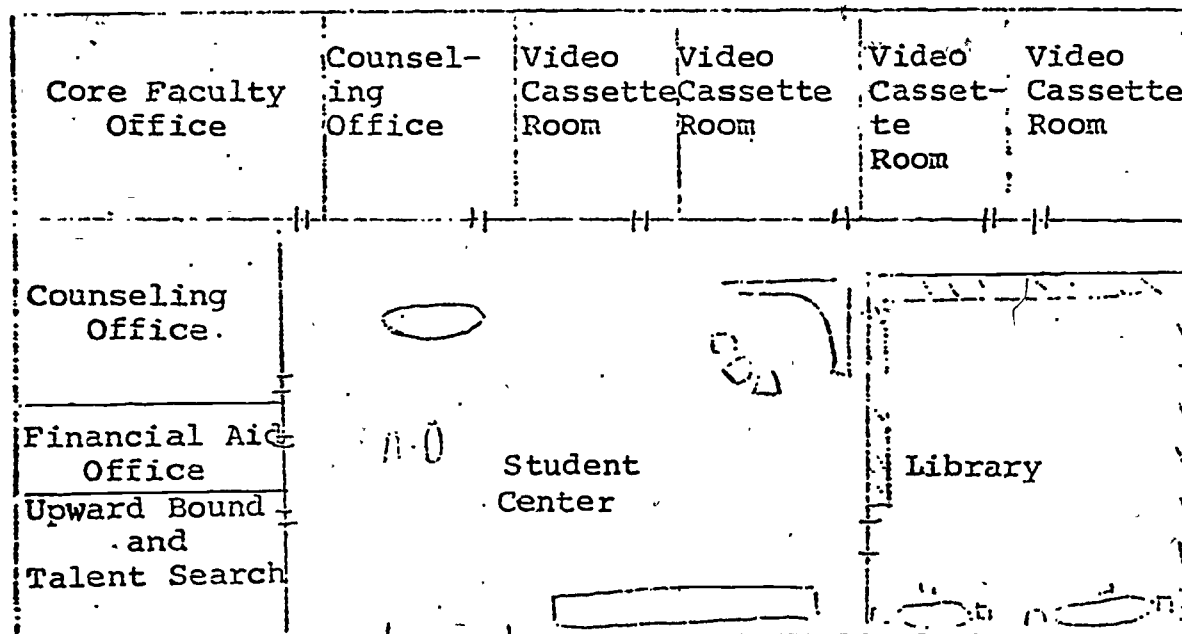 Core Faculty
Office
Counsel-
ing
Office
Video
Cassette
Room
Video
Cassette
Room
Video
Casset-
te
Room
Video
Cassette
Room
Counseling
Office
Financial Aid
Office
Upward Bound
and
Talent Search
Student
Center
Library